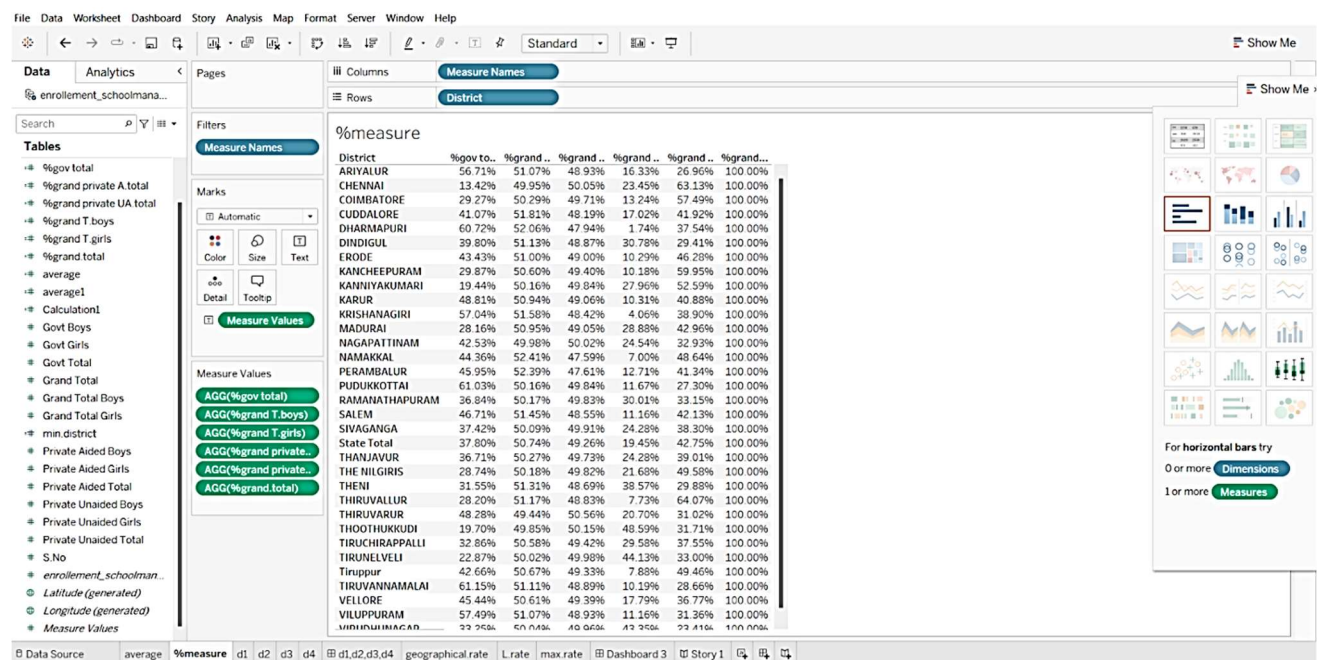 File Data Worksheet Dashboard Story Analysis Map Format Server Window Help
Standard
Show Me
Data Analytics
enrollement_schoolmana...
Search
Tables
%gov total
%grand private A.total
%grand private UA.total
%grand T.boys
%grand T.girls
%grand.total
average
average1
Calculation1
Govt Boys
Govt Girls
Govt Total
Grand Total
Grand Total Boys
Grand Total Girls
min.district
Private Aided Boys
Private Aided Girls
Private Aided Total
Private Unaided Boys
Private Unaided Girls
Private Unaided Total
S.No
enrollement_schoolman...
Latitude (generated)
Longitude (generated)
Measure Values
Pages
Filters
Measure Names
Marks
Automatic
Color Size Text
Detail Tooltip
Measure Values
Measure Values
AGG(%gov total)
AGG(%grand T.boys)
AGG(%grand T.girls)
AGG(%grand private..
AGG(%grand private..
AGG(%grand.total)
Columns Measure Names
Rows District
%measure
District %gov to.. %grand .. %grand .. %grand .. %grand .. %grand...
ARIYALUR 56.71% 51.07% 48.93% 16.33% 26.96% 100.00%
CHENNAI 13.42% 49.95% 50.05% 23.45% 63.13% 100.00%
COIMBATORE 29.27% 50.29% 49.71% 13.24% 57.49% 100.00%
CUDDALORE 41.07% 51.81% 48.19% 17.02% 41.92% 100.00%
DHARMAPURI 60.72% 52.06% 47.94% 1.74% 37.54% 100.00%
DINDIGUL 39.80% 51.13% 48.87% 30.78% 29.41% 100.00%
ERODE 43.43% 51.00% 49.00% 10.29% 46.28% 100.00%
KANCHEEPURAM 29.87% 50.60% 49.40% 10.18% 59.95% 100.00%
KANNIYAKUMARI 19.44% 50.16% 49.84% 27.96% 52.59% 100.00%
KARUR 48.81% 50.94% 49.06% 10.31% 40.88% 100.00%
KRISHANAGIRI 57.04% 51.58% 48.42% 4.06% 38.90% 100.00%
MADURAI 28.16% 50.95% 49.05% 28.88% 42.96% 100.00%
NAGAPATTINAM 42.53% 49.98% 50.02% 24.54% 32.93% 100.00%
NAMAKKAL 44.36% 52.41% 47.59% 7.00% 48.64% 100.00%
PERAMBALUR 45.95% 52.39% 47.61% 12.71% 41.34% 100.00%
PUDUKKOTTAI 61.03% 50.16% 49.84% 11.67% 27.30% 100.00%
RAMANATHAPURAM 36.84% 50.17% 49.83% 30.01% 33.15% 100.00%
SALEM 46.71% 51.45% 48.55% 11.16% 42.13% 100.00%
SIVAGANGA 37.42% 50.09% 49.91% 24.28% 38.30% 100.00%
State Total 37.80% 50.74% 49.26% 19.45% 42.75% 100.00%
THANJAVUR 36.71% 50.27% 49.73% 24.28% 39.01% 100.00%
THE NILGIRIS 28.74% 50.18% 49.82% 21.68% 49.58% 100.00%
THENI 31.55% 51.31% 48.69% 38.57% 29.88% 100.00%
THIRUVALLUR 28.20% 51.17% 48.83% 7.73% 64.07% 100.00%
THIRUVARUR 48.28% 49.44% 50.56% 20.70% 31.02% 100.00%
THOOTHUKKUDI 19.70% 49.85% 50.15% 48.59% 31.71% 100.00%
TIRUCHIRAPPALLI 32.86% 50.58% 49.42% 29.58% 37.55% 100.00%
TIRUNELVELI 22.87% 50.02% 49.98% 44.13% 33.00% 100.00%
Tiruppur 42.66% 50.67% 49.33% 7.88% 49.46% 100.00%
TIRUVANNAMALAI 61.15% 51.11% 48.89% 10.19% 28.66% 100.00%
VELLORE 45.44% 50.61% 49.39% 17.79% 36.77% 100.00%
VILUPPURAM 57.49% 51.07% 48.93% 11.16% 31.36% 100.00%
VIRUDHUNAGAR 33.25% 50.04% 49.96% 43.35% 23.41% 100.00%
Show Me
For horizontal bars try
0 or more Dimensions
1 or more Measures
Data Source average %measure d1 d2 d3 d4 d1,d2,d3,d4 geographical.rate L.rate max.rate Dashboard 3 Story 1